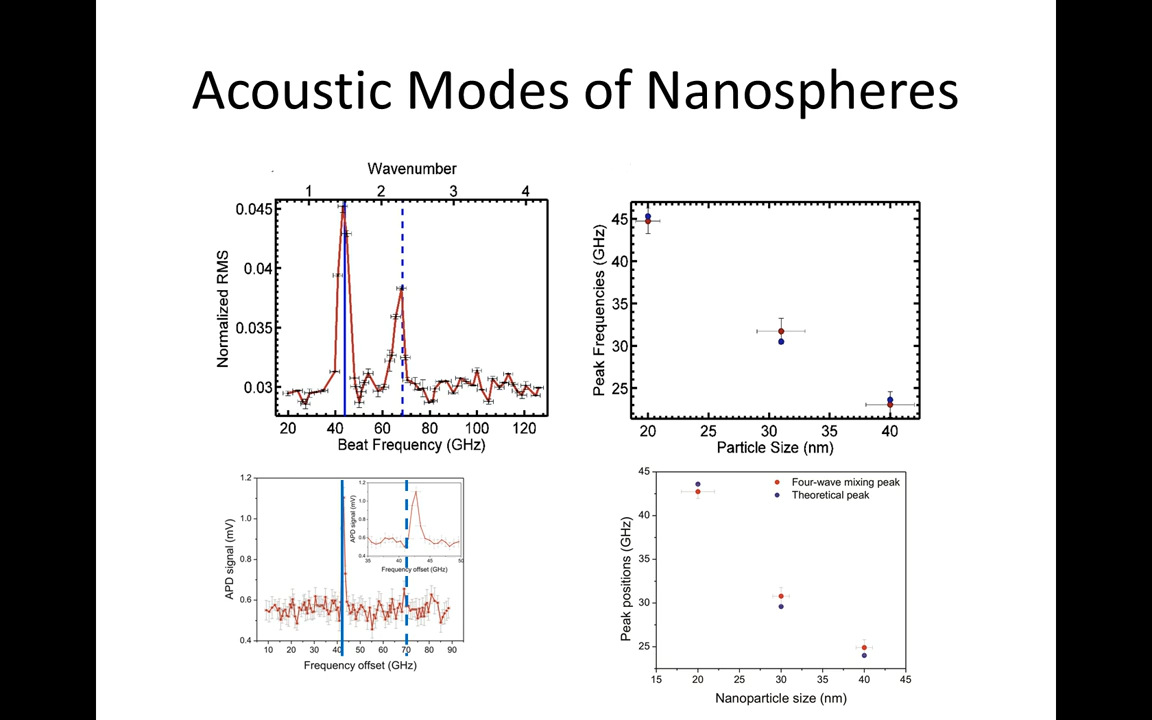 Acoustic Modes of Nanospheres
Wavenumber
1 2 3 4
0.045
0.04
0.035
0.03
Normalized RMS
20 40 60 80 100 120
Beat Frequency (GHz)
45
40
35
30
25
Peak Frequencies (GHz)
20 25 30 35 40
Particle Size (nm)
1.2
1.0
0.8
0.6
0.4
APD signal (mV)
10 20 30 40 50 60 70 80 90
Frequency offset (GHz)
1.2
1.0
0.8
0.6
0.4
APD signal (mV)
35 40 45 50
Frequency offset (GHz)
45
40
35
30
25
Peak positions (GHz)
Four-wave mixing peak
Theoretical peak
15 20 25 30 35 40 45
Nanoparticle size (nm)